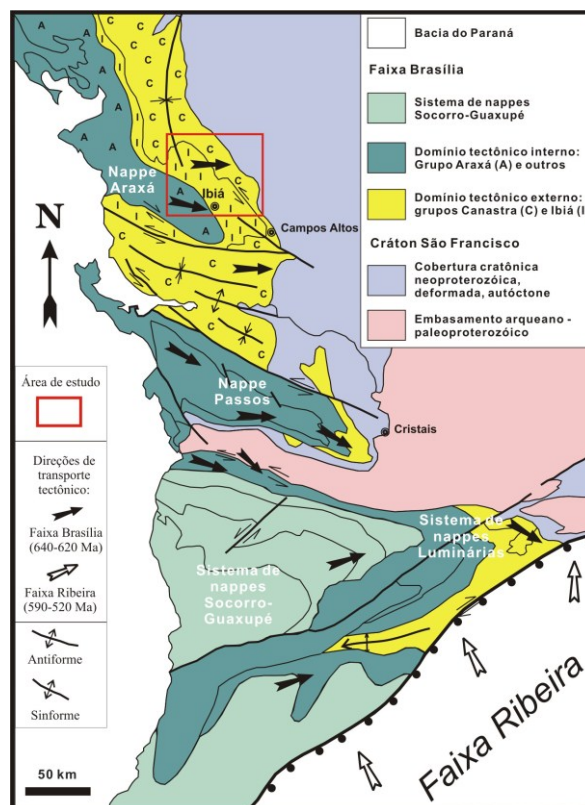 Bacia do Paraná
Faixa Brasília
Sistema de nappes
Socorro-Guaxupé
Domínio tectônico interno:
Grupo Araxá (A) e outros
Domínio tectônico externo:
grupos Canastra (C) e Ibiá (I
Cráton São Francisco
Cobertura cratônica
neoproterozóica,
deformada, autóctone
Embasamento arqueano -
paleoproterozóico
Nappe
Araxá
Ibiá
Campos Altos
N
Nappe
Passos
Cristais
Sistema de
nappes
Luminárias
Sistema de
nappes
Socorro-
Guaxupé
Faixa Ribeira
Área de estudo
Direções de
transporte
tectônico:
Faixa Brasília
(640-620 Ma)
Faixa Ribeira
(590-520 Ma)
Antiforme
Sinforme
50 km